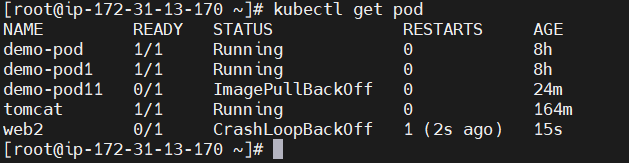 [root@ip-172-31-13-170 ~]# kubectl get pod
NAME READY STATUS RESTARTS AGE
demo-pod 1/1 Running 0 8h
demo-pod1 1/1 Running 0 8h
demo-pod11 0/1 ImagePullBackOff 0 24m
tomcat 1/1 Running 0 164m
web2 0/1 CrashLoopBackOff 1 (2s ago) 15s
[root@ip-172-31-13-170 ~]#